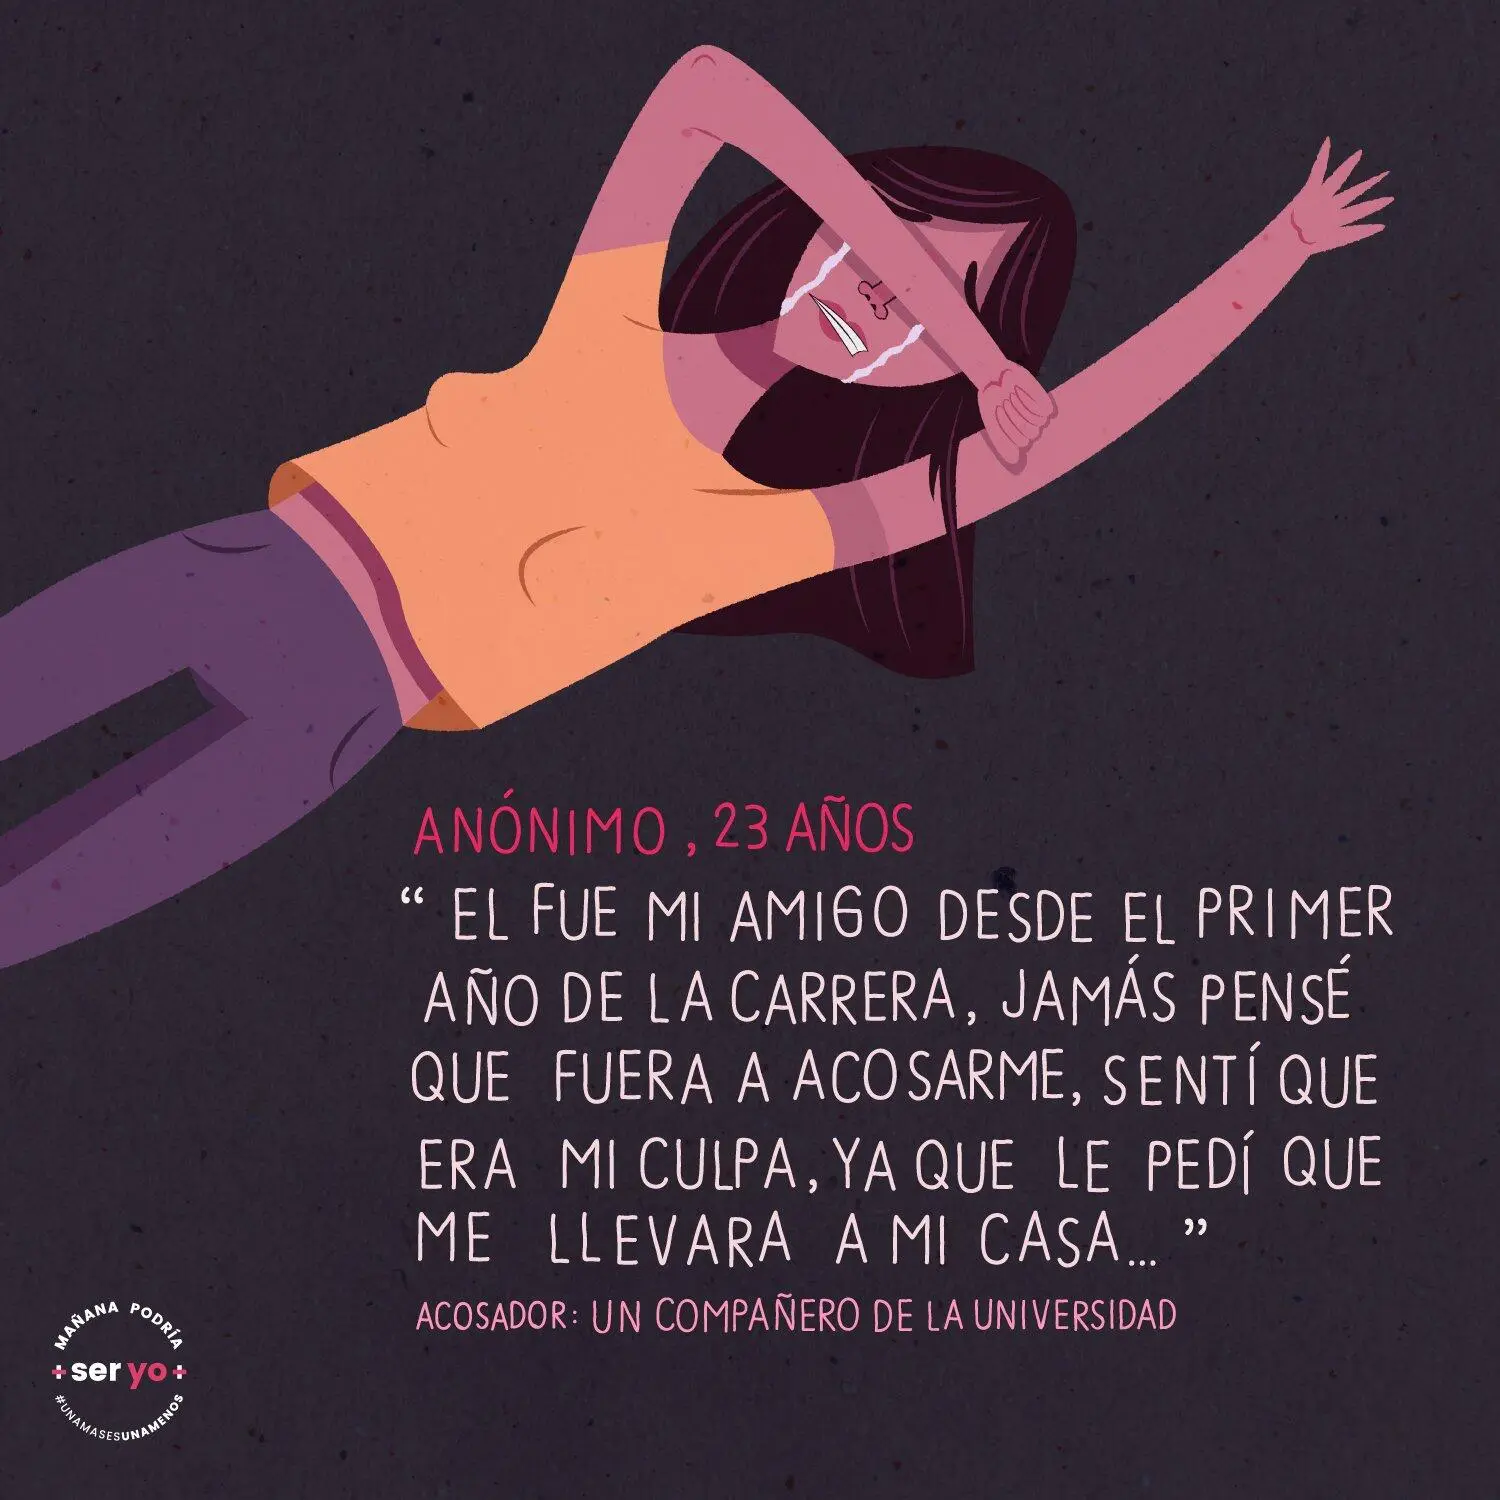 ANÓNIMO, 23 AÑOS
“ EL FUE MI AMIGO DESDE EL PRIMER
AÑO DE LA CARRERA, JAMÁS PENSÉ
QUE FUERA A ACOSARME, SENTÍ QUE
ERA MI CULPA, YA QUE LE PEDÍ QUE
ME LLEVARA A MI CASA... ”
ACOSADOR: UN COMPAÑERO DE LA UNIVERSIDAD
MAÑANA PODRÍA
ser yo
#UNAMASESUNAMENOS